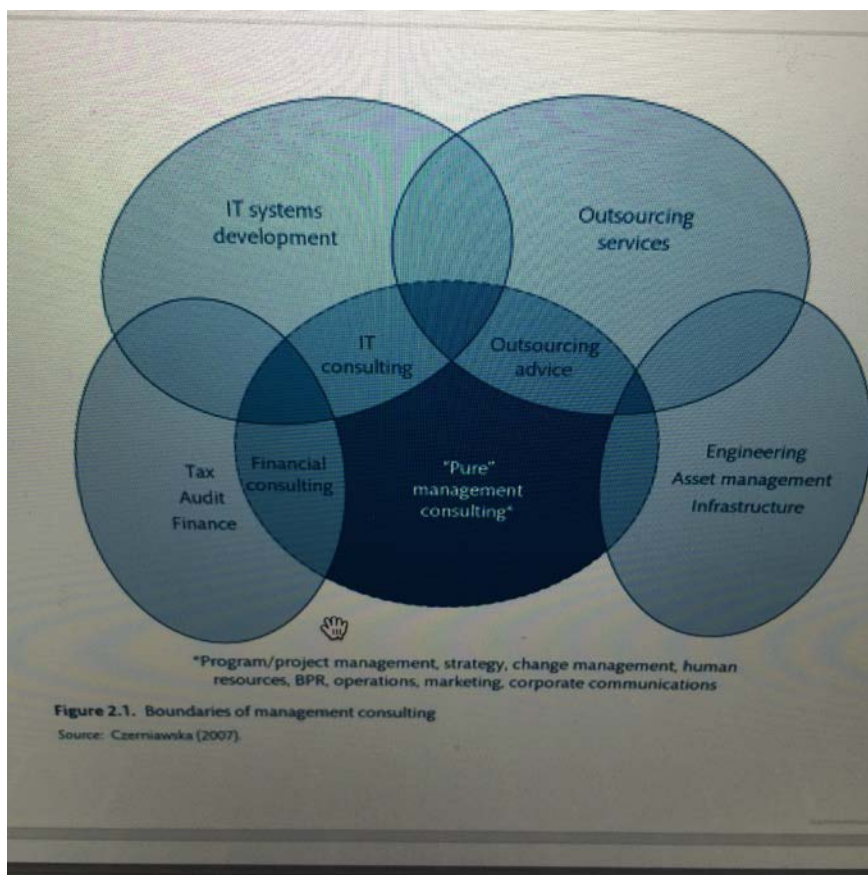 IT systems
development
Outsourcing
services
IT
consulting
Outsourcing
advice
Tax
Audit
Finance
Financial
consulting
"Pure"
management
consulting*
Engineering
Asset management
Infrastructure
*Program/project management, strategy, change management, human
resources, BPR, operations, marketing, corporate communications
Figure 2.1. Boundaries of management consulting
Source: Czerniawska (2007).